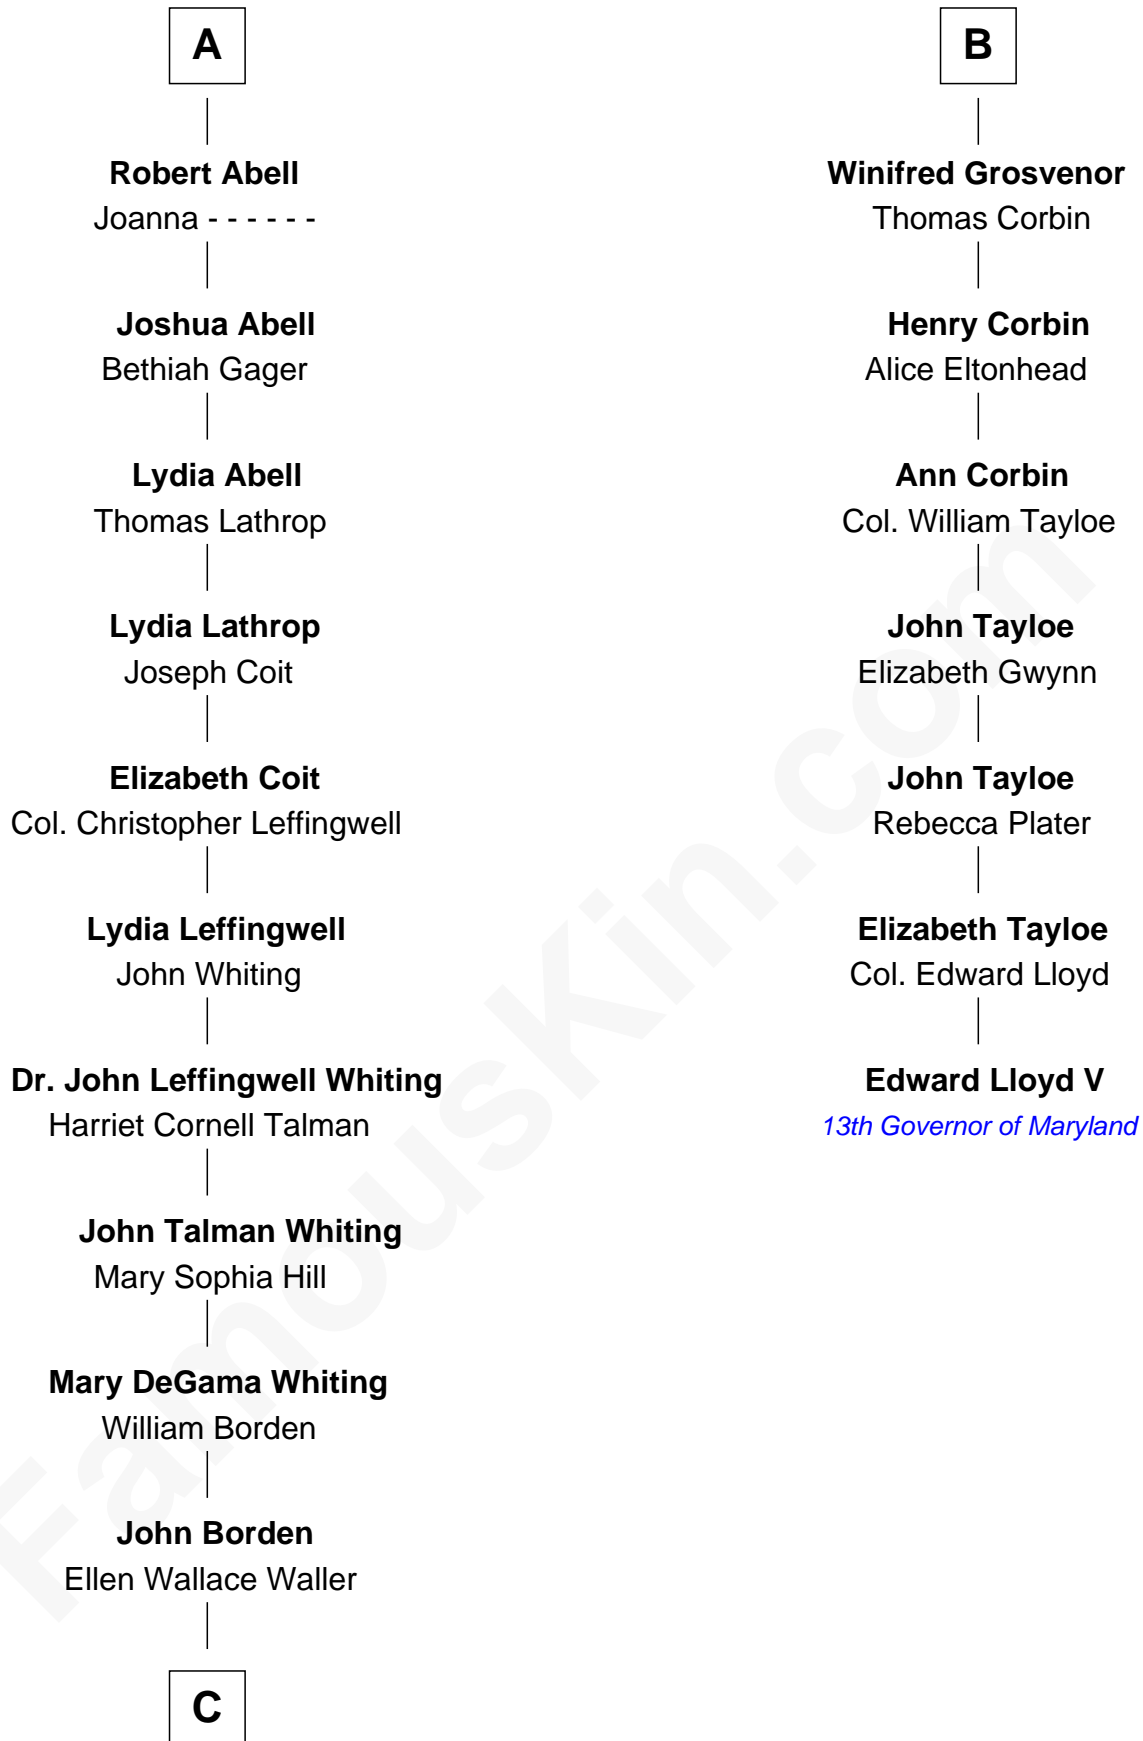 A
Robert Abell
Joanna - - - - - -
Joshua Abell
Bethiah Gager
Lydia Abell
Thomas Lathrop
Lydia Lathrop
Joseph Coit
Elizabeth Coit
Col. Christopher Leffingwell
Lydia Leffingwell
John Whiting
Dr. John Leffingwell Whiting
Harriet Cornell Talman
John Talman Whiting
Mary Sophia Hill
Mary DeGama Whiting
William Borden
John Borden
Ellen Wallace Waller
C
B
Winifred Grosvenor
Thomas Corbin
Henry Corbin
Alice Eltonhead
Ann Corbin
Col. William Tayloe
John Tayloe
Elizabeth Gwynn
John Tayloe
Rebecca Plater
Elizabeth Tayloe
Col. Edward Lloyd
Edward Lloyd V
13th Governor of Maryland
FamousKin.com